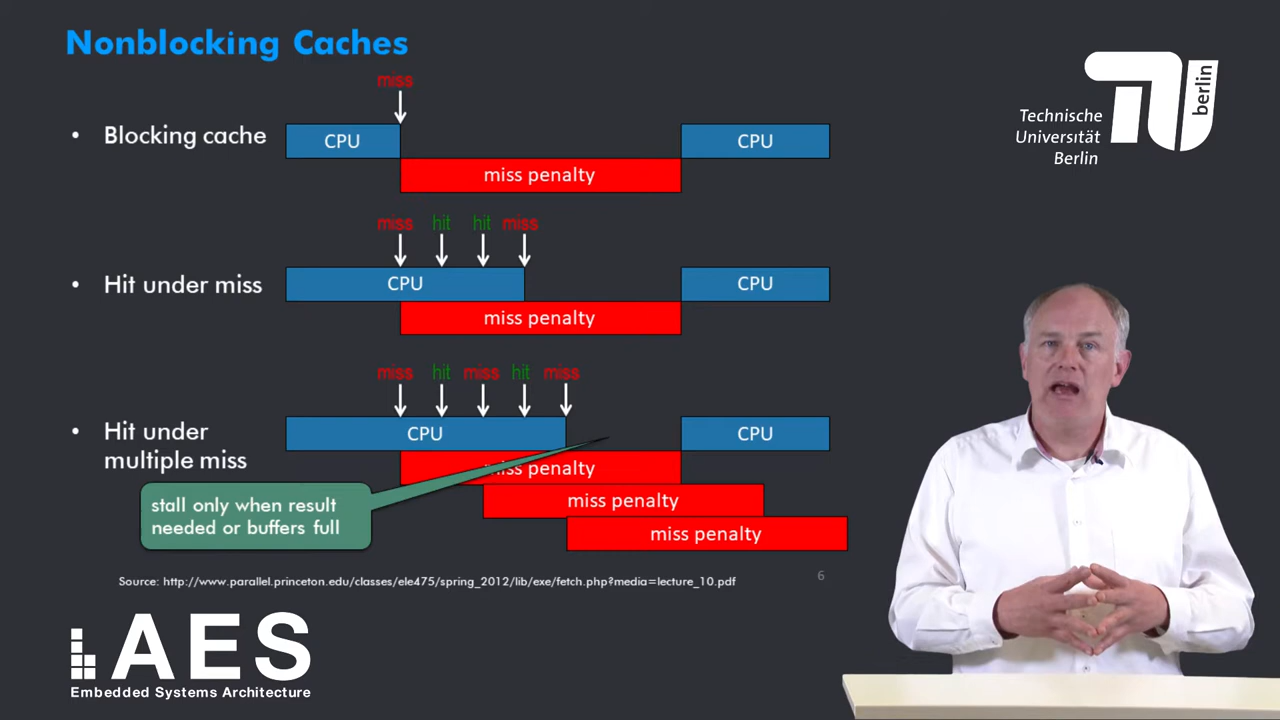 Nonblocking Caches
miss
• Blocking cache
CPU
CPU
miss penalty
miss hit hit miss
• Hit under miss
CPU
CPU
miss penalty
miss hit miss hit miss
• Hit under
multiple miss
CPU
CPU
miss penalty
miss penalty
miss penalty
stall only when result
needed or buffers full
Source: http://www.parallel.princeton.edu/classes/ele475/spring_2012/lib/exe/fetch.php?media=lecture_10.pdf
6
Technische
Universität
Berlin
berlin
AES
Embedded Systems Architecture